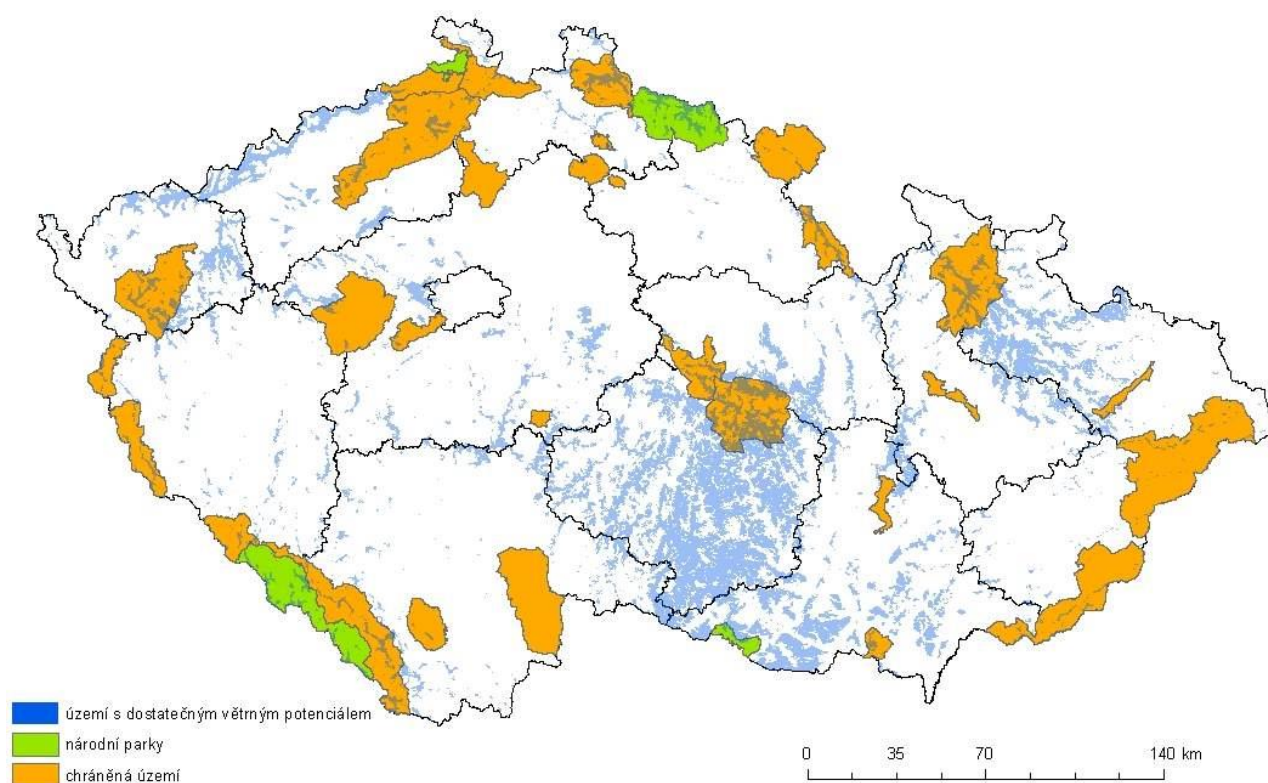 území s dostatečným větrným potenciálem
národní parky
chráněná území
0 35 70 140 km